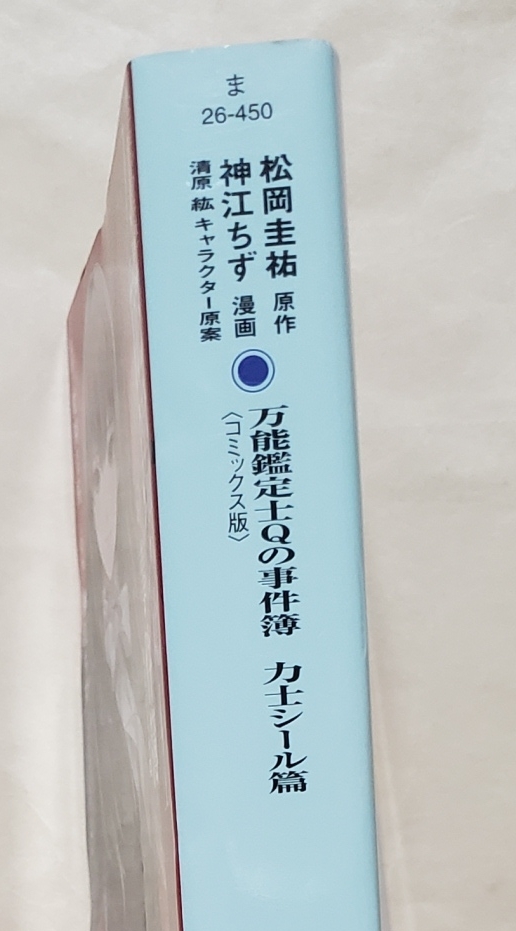 ま
26-450
松岡圭祐 原作
神江ちず 漫画
清原 紘 キャラクター原案
万能鑑定士Qの事件簿 力士シール篇
〈コミックス版〉